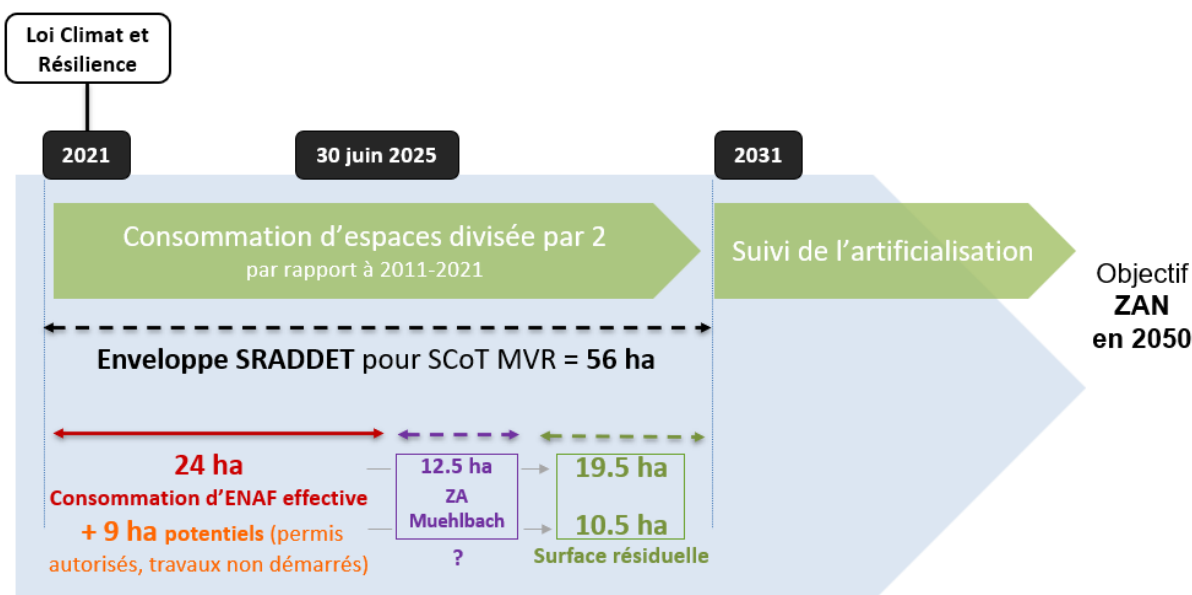 Loi Climat et
Résilience
2021
30 juin 2025
2031
Consommation d'espaces divisée par 2
par rapport à 2011-2021
Suivi de l'artificialisation
Objectif
ZAN
en 2050
Enveloppe SRADDET pour SCoT MVR = 56 ha
24 ha
Consommation d'ENAF effective
+ 9 ha potentiels (permis
autorisés, travaux non démarrés)
12.5 ha
ZA
Muehlbach
?
19.5 ha
10.5 ha
Surface résiduelle